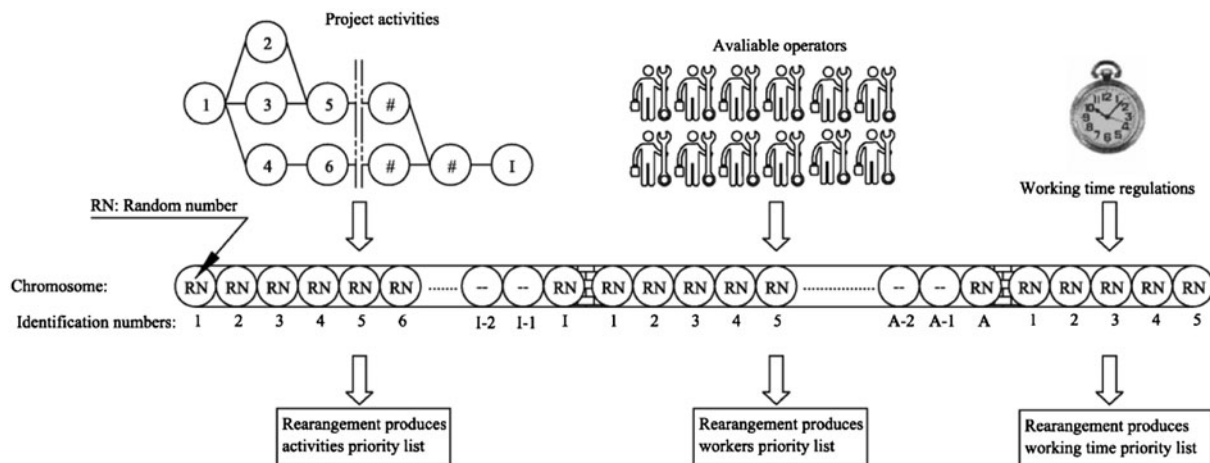 Project activities
Avaliable operators
2
1 3 5 #
4 6 # # I
Working time regulations
RN: Random number
Chromosome: RN RN RN RN RN RN ...... -- -- RN RN RN RN RN RN ................ -- -- RN RN RN RN RN RN
Identification numbers: 1 2 3 4 5 6 I-2 I-1 I 1 2 3 4 5 A-2 A-1 A 1 2 3 4 5
Rearangement produces
activities priority list
Rearangement produces
workers priority list
Rearangement produces
working time priority list